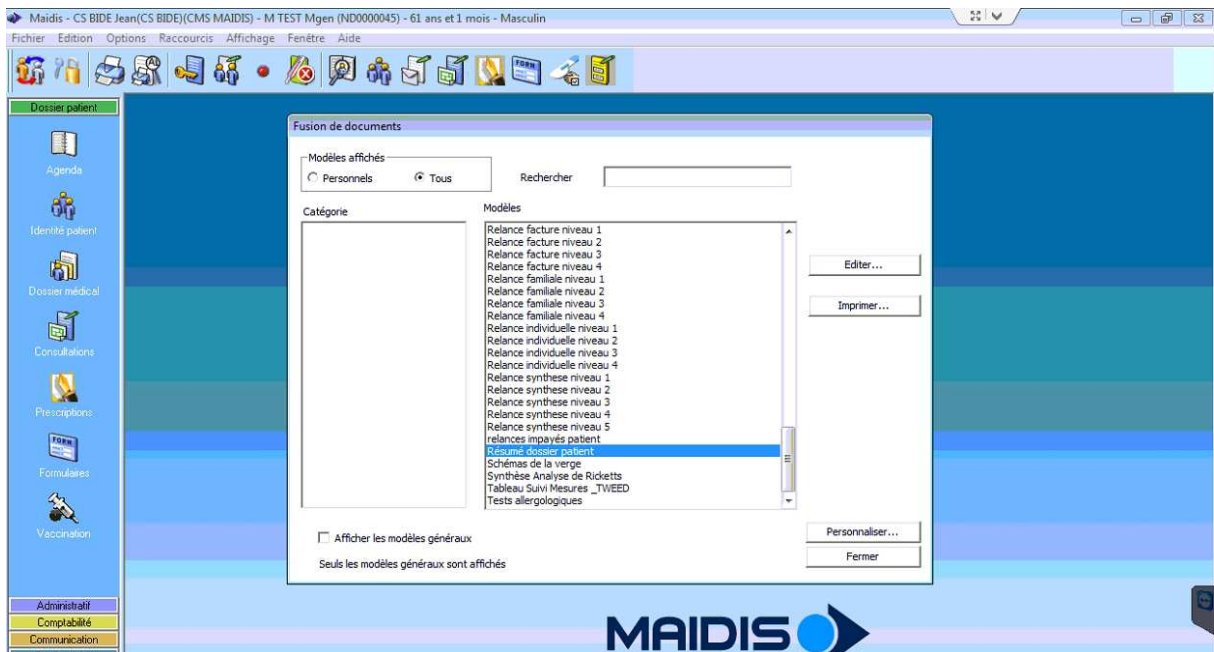 Maidis - CS BIDE Jean(CS BIDE)(CMS MAIDIS) - M TEST Mgen (ND0000045) - 61 ans et 1 mois - Masculin
Fichier Edition Options Raccourcis Affichage Fenêtre Aide
FORM
Dossier patient
Agenda
Identité patient
Dossier médical
Consultations
Prescriptions
FORM
Formulaires
Vaccination
Administratif
Comptabilité
Communication
Fusion de documents
Modèles affichés
Personnels Tous
Rechercher
Catégorie
Modèles
Relance facture niveau 1
Relance facture niveau 2
Relance facture niveau 3
Relance facture niveau 4
Relance familiale niveau 1
Relance familiale niveau 2
Relance familiale niveau 3
Relance familiale niveau 4
Relance individuelle niveau 1
Relance individuelle niveau 2
Relance individuelle niveau 3
Relance individuelle niveau 4
Relance synthese niveau 1
Relance synthese niveau 2
Relance synthese niveau 3
Relance synthese niveau 4
Relance synthese niveau 5
relances impayés patient
Résumé dossier patient
Schémas de la verge
Synthèse Analyse de Ricketts
Tableau Suivi Mesures _TWEED
Tests allergologiques
Editer...
Imprimer...
Personnaliser...
Fermer
Afficher les modèles généraux
Seuls les modèles généraux sont affichés
MAIDIS